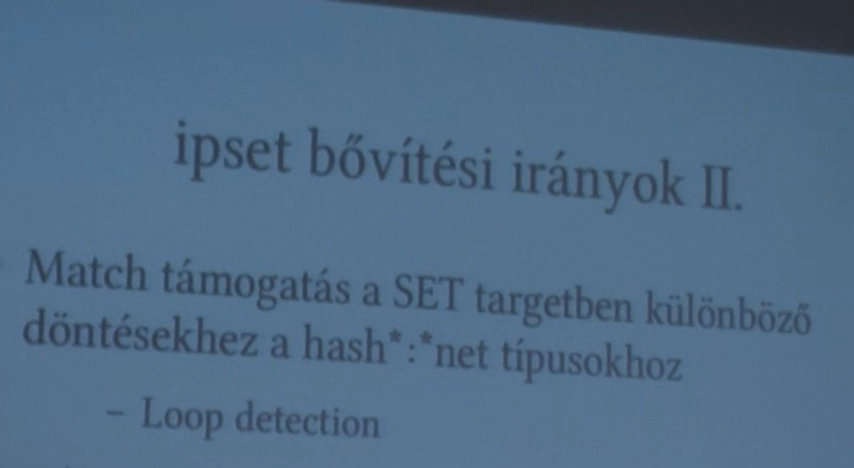 ipset bővítési irányok II.
Match támogatás a SET targetben különböző
döntésekhez a hash*:*net típusokhoz
– Loop detection